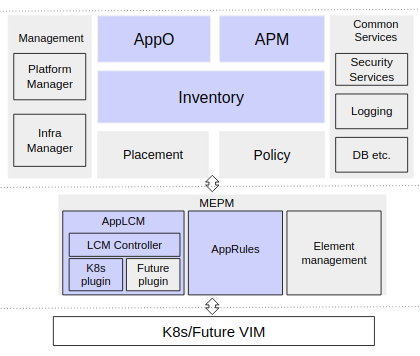 Management
Platform
Manager
Infra
Manager
AppO
APM
Inventory
Placement
Policy
Common
Services
Security
Services
Logging
DB etc.
MEPM
AppLCM
LCM Controller
K8s
plugin
Future
plugin
AppRules
Element
management
K8s/Future VIM